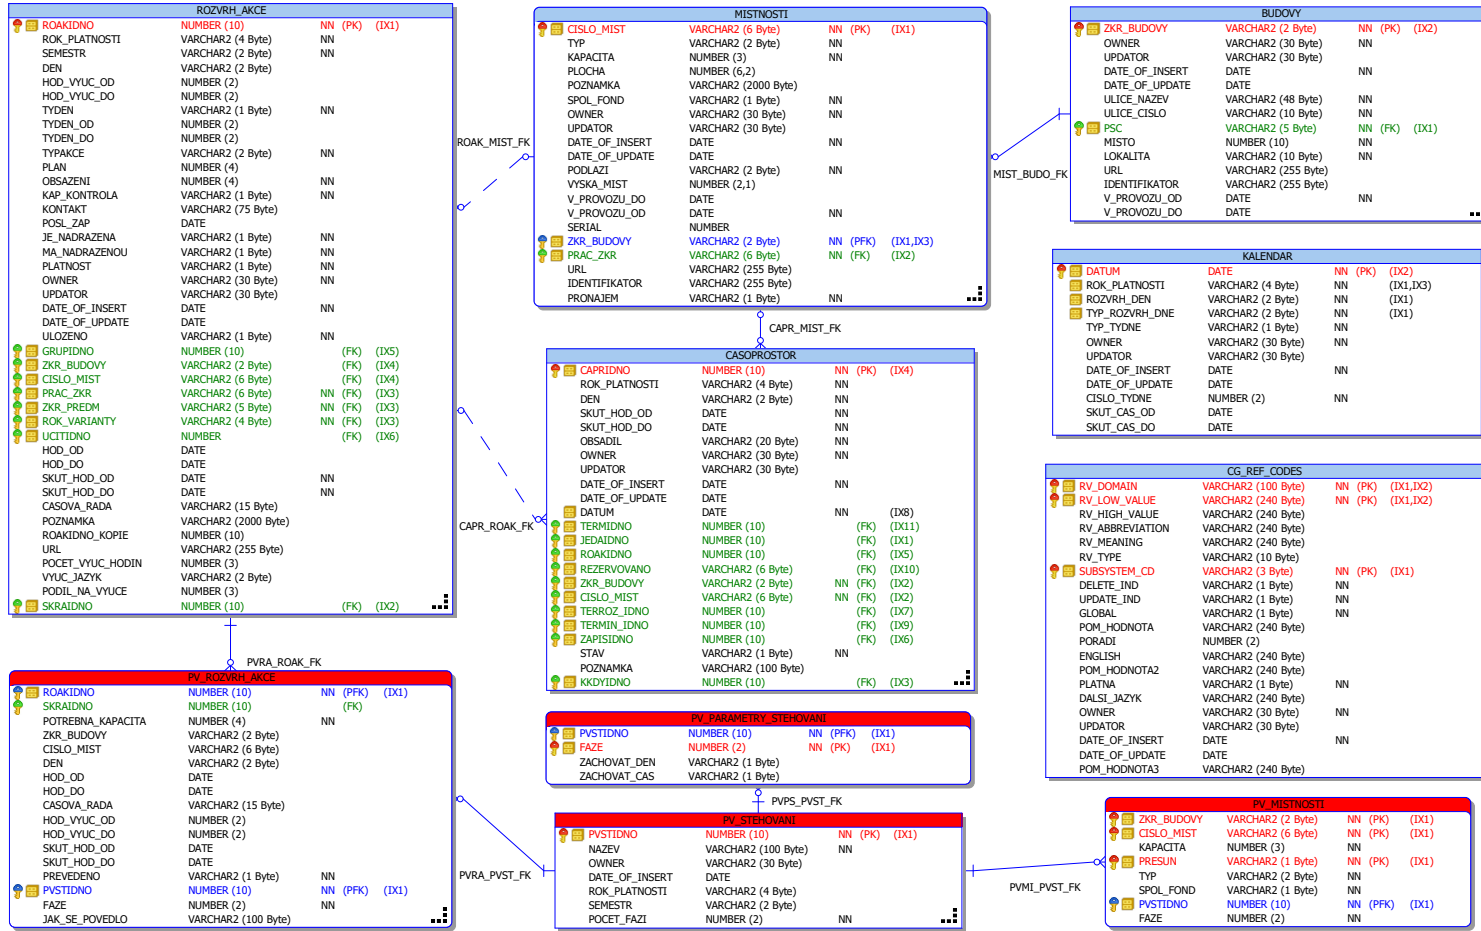 ROZVRH_AKCE
ROAKIDNO NUMBER (10) NN (PK) (IX1)
ROK_PLATNOSTI VARCHAR2 (4 Byte) NN
SEMESTR VARCHAR2 (2 Byte) NN
DEN VARCHAR2 (2 Byte)
HOD_VYUC_OD NUMBER (2)
HOD_VYUC_DO NUMBER (2)
TYDEN VARCHAR2 (1 Byte) NN
TYDEN_OD NUMBER (2)
TYDEN_DO NUMBER (2)
TYPAKCE VARCHAR2 (2 Byte) NN
PLAN NUMBER (4)
OBSAZENI NUMBER (4) NN
KAP_KONTROLA VARCHAR2 (1 Byte) NN
KONTAKT VARCHAR2 (75 Byte)
POSL_ZAP DATE
JE_NADRAZENA VARCHAR2 (1 Byte) NN
MA_NADRAZENOU VARCHAR2 (1 Byte) NN
PLATNOST VARCHAR2 (1 Byte) NN
OWNER VARCHAR2 (30 Byte) NN
UPDATOR VARCHAR2 (30 Byte)
DATE_OF_INSERT DATE NN
DATE_OF_UPDATE DATE
ULOZENO VARCHAR2 (1 Byte) NN
GRUPIDNO NUMBER (10) (FK) (IX5)
ZKR_BUDOVY VARCHAR2 (2 Byte) (FK) (IX4)
CISLO_MIST VARCHAR2 (6 Byte) (FK) (IX4)
PRAC_ZKR VARCHAR2 (6 Byte) NN (FK) (IX3)
ZKR_PREDM VARCHAR2 (5 Byte) NN (FK) (IX3)
ROK_VARIANTY VARCHAR2 (4 Byte) NN (FK) (IX3)
UCITIDNO NUMBER (FK) (IX6)
HOD_OD DATE
HOD_DO DATE
SKUT_HOD_OD DATE NN
SKUT_HOD_DO DATE NN
CASOVA_RADA VARCHAR2 (15 Byte)
POZNAMKA VARCHAR2 (2000 Byte)
ROAKIDNO_KOPIE NUMBER (10)
URL VARCHAR2 (255 Byte)
POCET_VYUC_HODIN NUMBER (3)
VYUC_JAZYK VARCHAR2 (2 Byte)
PODIL_NA_VYUCE NUMBER (3)
SKRAIDNO NUMBER (10) (FK) (IX2)
ROAK_MIST_FK
CAPR_ROAK_FK
MISTNOSTI
CISLO_MIST VARCHAR2 (6 Byte) NN (PK) (IX1)
TYP VARCHAR2 (2 Byte) NN
KAPACITA NUMBER (3) NN
PLOCHA NUMBER (6,2)
POZNAMKA VARCHAR2 (2000 Byte)
SPOL_FOND VARCHAR2 (1 Byte) NN
OWNER VARCHAR2 (30 Byte) NN
UPDATOR VARCHAR2 (30 Byte)
DATE_OF_INSERT DATE NN
DATE_OF_UPDATE DATE
PODLAZI VARCHAR2 (2 Byte) NN
VYSKA_MIST NUMBER (2,1)
V_PROVOZU_DO DATE
V_PROVOZU_OD DATE NN
SERIAL NUMBER
ZKR_BUDOVY VARCHAR2 (2 Byte) NN (PFK) (IX1,IX3)
PRAC_ZKR VARCHAR2 (6 Byte) NN (FK) (IX2)
URL VARCHAR2 (255 Byte)
IDENTIFIKATOR VARCHAR2 (255 Byte)
PRONAJEM VARCHAR2 (1 Byte) NN
MIST_BUDO_FK
BUDOVY
ZKR_BUDOVY VARCHAR2 (2 Byte) NN (PK) (IX2)
OWNER VARCHAR2 (30 Byte) NN
UPDATOR VARCHAR2 (30 Byte)
DATE_OF_INSERT DATE NN
DATE_OF_UPDATE DATE
ULICE_NAZEV VARCHAR2 (48 Byte) NN
ULICE_CISLO VARCHAR2 (10 Byte) NN
PSC VARCHAR2 (5 Byte) NN (FK) (IX1)
MISTO NUMBER (10) NN
LOKALITA VARCHAR2 (10 Byte) NN
URL VARCHAR2 (255 Byte)
IDENTIFIKATOR VARCHAR2 (255 Byte)
V_PROVOZU_OD DATE NN
V_PROVOZU_DO DATE
KALENDAR
DATUM DATE NN (PK) (IX2)
ROK_PLATNOSTI VARCHAR2 (4 Byte) NN (IX1,IX3)
ROZVRH_DEN VARCHAR2 (2 Byte) NN (IX1)
TYP_ROZVRH_DNE VARCHAR2 (2 Byte) NN (IX1)
TYP_TYDNE VARCHAR2 (1 Byte) NN
OWNER VARCHAR2 (30 Byte) NN
UPDATOR VARCHAR2 (30 Byte)
DATE_OF_INSERT DATE NN
DATE_OF_UPDATE DATE
CISLO_TYDNE NUMBER (2) NN
SKUT_CAS_OD DATE
SKUT_CAS_DO DATE
CAPR_MIST_FK
CASOPROSTOR
CAPRIDNO NUMBER (10) NN (PK) (IX4)
ROK_PLATNOSTI VARCHAR2 (4 Byte) NN
DEN VARCHAR2 (2 Byte) NN
SKUT_HOD_OD DATE NN
SKUT_HOD_DO DATE NN
OBSADIL VARCHAR2 (20 Byte) NN
OWNER VARCHAR2 (30 Byte) NN
UPDATOR VARCHAR2 (30 Byte)
DATE_OF_INSERT DATE NN
DATE_OF_UPDATE DATE
DATUM DATE NN (IX8)
TERMIDNO NUMBER (10) (FK) (IX11)
JEDAIDNO NUMBER (10) (FK) (IX1)
ROAKIDNO NUMBER (10) (FK) (IX5)
REZERVOVANO VARCHAR2 (6 Byte) (FK) (IX10)
ZKR_BUDOVY VARCHAR2 (2 Byte) NN (FK) (IX2)
CISLO_MIST VARCHAR2 (6 Byte) NN (FK) (IX2)
TERROZ_IDNO NUMBER (10) (FK) (IX7)
TERMIN_IDNO NUMBER (10) (FK) (IX9)
ZAPISIDNO NUMBER (10) (FK) (IX6)
STAV VARCHAR2 (1 Byte) NN
POZNAMKA VARCHAR2 (100 Byte)
KKDYIDNO NUMBER (10) (FK) (IX3)
CG_REF_CODES
RV_DOMAIN VARCHAR2 (100 Byte) NN (PK) (IX1,IX2)
RV_LOW_VALUE VARCHAR2 (240 Byte) NN (PK) (IX1,IX2)
RV_HIGH_VALUE VARCHAR2 (240 Byte)
RV_ABBREVIATION VARCHAR2 (240 Byte)
RV_MEANING VARCHAR2 (240 Byte)
RV_TYPE VARCHAR2 (10 Byte)
SUBSYSTEM_CD VARCHAR2 (3 Byte) NN (PK) (IX1)
DELETE_IND VARCHAR2 (1 Byte) NN
UPDATE_IND VARCHAR2 (1 Byte) NN
GLOBAL VARCHAR2 (1 Byte) NN
POM_HODNOTA VARCHAR2 (240 Byte)
PORADI NUMBER (2)
ENGLISH VARCHAR2 (240 Byte)
POM_HODNOTA2 VARCHAR2 (240 Byte)
PLATNA VARCHAR2 (1 Byte) NN
DALSI_JAZYK VARCHAR2 (240 Byte)
OWNER VARCHAR2 (30 Byte) NN
UPDATOR VARCHAR2 (30 Byte)
DATE_OF_INSERT DATE NN
DATE_OF_UPDATE DATE
POM_HODNOTA3 VARCHAR2 (240 Byte)
PVRA_ROAK_FK
PV_ROZVRH_AKCE
ROAKIDNO NUMBER (10) NN (PFK) (IX1)
SKRAIDNO NUMBER (10) (FK)
POTREBNA_KAPACITA NUMBER (4) NN
ZKR_BUDOVY VARCHAR2 (2 Byte)
CISLO_MIST VARCHAR2 (6 Byte)
DEN VARCHAR2 (2 Byte)
HOD_OD DATE
HOD_DO DATE
CASOVA_RADA VARCHAR2 (15 Byte)
HOD_VYUC_OD NUMBER (2)
HOD_VYUC_DO NUMBER (2)
SKUT_HOD_OD DATE
SKUT_HOD_DO DATE
PREVEDENO VARCHAR2 (1 Byte) NN
PVSTIDNO NUMBER (10) NN (PFK) (IX1)
FAZE NUMBER (2) NN
JAK_SE_POVEDLO VARCHAR2 (100 Byte)
PVRA_PVST_FK
PV_PARAMETRY_STEHOVANI
PVSTIDNO NUMBER (10) NN (PFK) (IX1)
FAZE NUMBER (2) NN (PK) (IX1)
ZACHOVAT_DEN VARCHAR2 (1 Byte)
ZACHOVAT_CAS VARCHAR2 (1 Byte)
PVPS_PVST_FK
PV_STEHOVANI
PVSTIDNO NUMBER (10) NN (PK) (IX1)
NAZEV VARCHAR2 (100 Byte) NN
OWNER VARCHAR2 (30 Byte)
DATE_OF_INSERT DATE
ROK_PLATNOSTI VARCHAR2 (4 Byte)
SEMESTR VARCHAR2 (2 Byte)
POCET_FAZI NUMBER (2) NN
PVMI_PVST_FK
PV_MISTNOSTI
ZKR_BUDOVY VARCHAR2 (2 Byte) NN (PK) (IX1)
CISLO_MIST VARCHAR2 (6 Byte) NN (PK) (IX1)
KAPACITA NUMBER (3) NN
PRESUN VARCHAR2 (1 Byte) NN (PK) (IX1)
TYP VARCHAR2 (2 Byte) NN
SPOL_FOND VARCHAR2 (1 Byte) NN
PVSTIDNO NUMBER (10) NN (PFK) (IX1)
FAZE NUMBER (2) NN